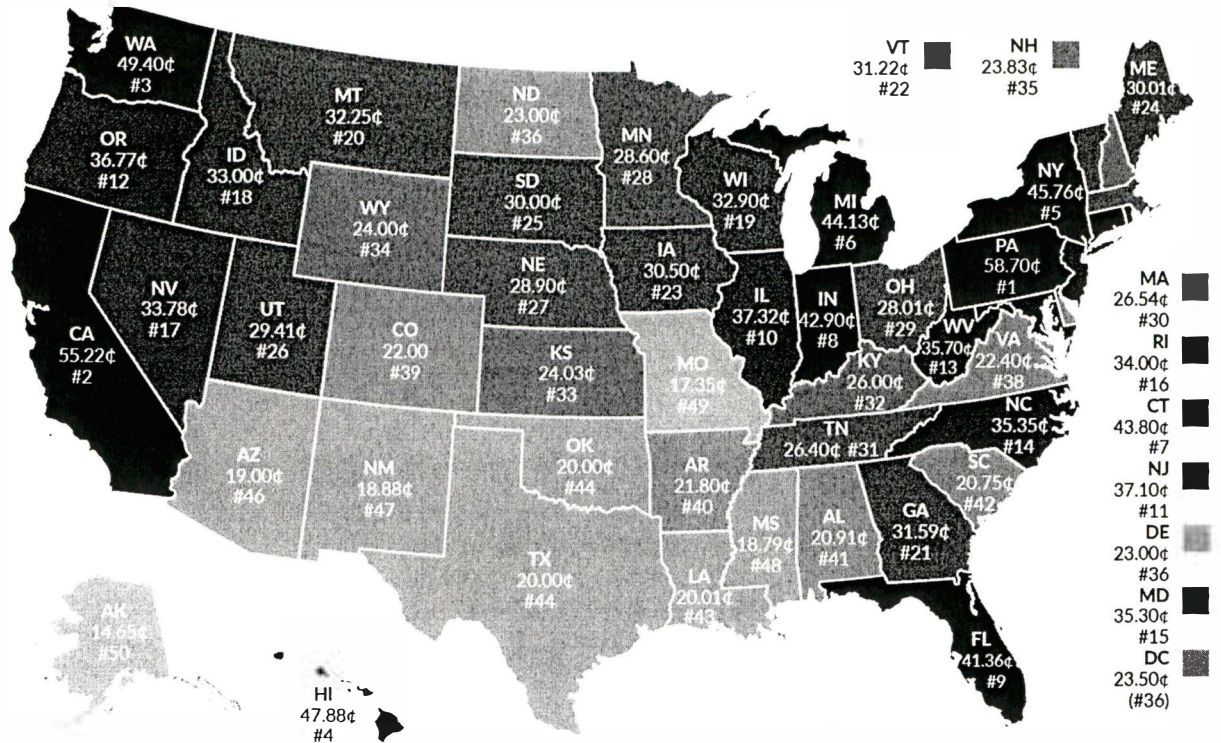 WA
49.40¢
#3
OR
36.77¢
#12
CA
55.22¢
#2
NV
33.78¢
#17
ID
33.00¢
#18
MT
32.25¢
#20
WY
24.00¢
#34
UT
29.41¢
#26
AZ
19.00¢
#46
CO
22.00
#39
NM
18.88¢
#47
ND
23.00¢
#36
SD
30.00¢
#25
NE
28.90¢
#27
KS
24.03¢
#33
OK
20.00¢
#44
TX
20.00¢
#44
MN
28.60¢
#28
IA
30.50¢
#23
MO
17.35¢
#49
AR
21.80¢
#40
LA
20.01¢
#43
WI
32.90¢
#19
IL
37.32¢
#10
MI
44.13¢
#6
IN
42.90¢
#8
OH
28.01¢
#29
KY
26.00¢
#32
TN
26.40¢ #31
MS
18.79¢
#48
AL
20.91¢
#41
GA
31.59¢
#21
FL
41.36¢
#9
SC
20.75¢
#42
NC
35.35¢
#14
VA
22.40¢
#38
WV
35.70¢
#13
PA
58.70¢
#1
NY
45.76¢
#5
ME
30.01¢
#24
VT
31.22¢
#22
NH
23.83¢
#35
MA
26.54¢
#30
RI
34.00¢
#16
CT
43.80¢
#7
NJ
37.10¢
#11
DE
23.00¢
#36
MD
35.30¢
#15
DC
23.50¢
(#36)
AK
14.65¢
#50
HI
47.88¢
#4